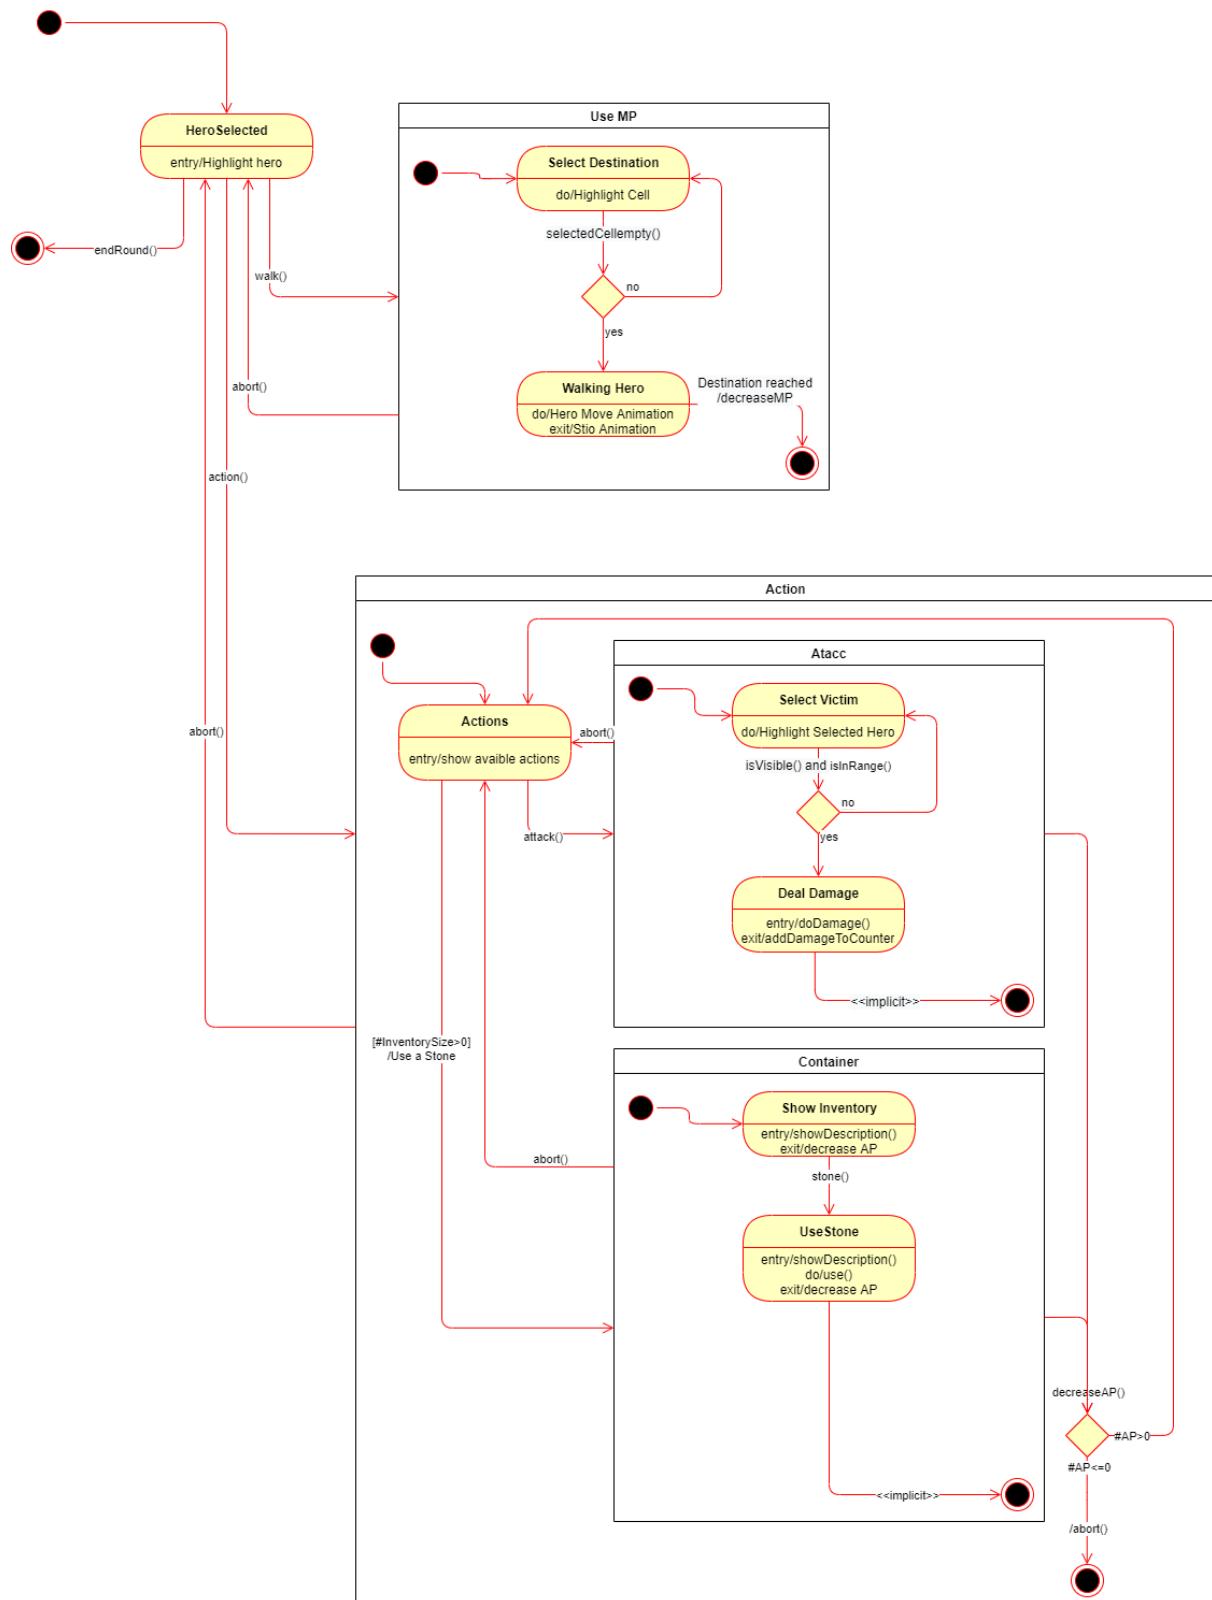 HeroSelected
entry/Highlight hero
endRound()
walk()
abort()
action()
abort()
Use MP
Select Destination
do/Highlight Cell
selectedCellempty()
no
yes
Walking Hero
do/Hero Move Animation
exit/Stio Animation
Destination reached
/decreaseMP
Action
Actions
entry/show avaible actions
abort()
attack()
Atacc
Select Victim
do/Highlight Selected Hero
isVisible() and isInRange()
no
yes
Deal Damage
entry/doDamage()
exit/addDamageToCounter
<<implicit>>
[#InventorySize>0]
/Use a Stone
abort()
Container
Show Inventory
entry/showDescription()
exit/decrease AP
stone()
UseStone
entry/showDescription()
do/use()
exit/decrease AP
<<implicit>>
decreaseAP()
#AP>0
#AP<=0
/abort()